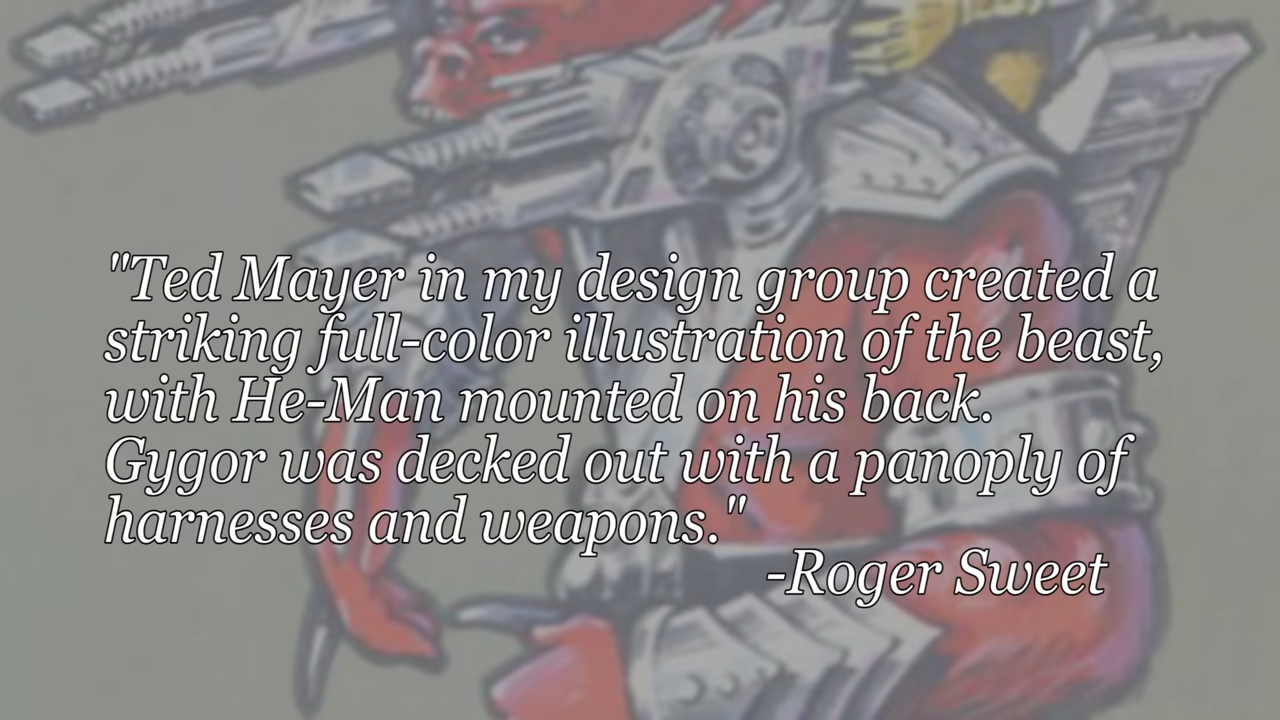 "Ted Mayer in my design group created a
striking full-color illustration of the beast,
with He-Man mounted on his back.
Gygor was decked out with a panoply of
harnesses and weapons."
-Roger Sweet